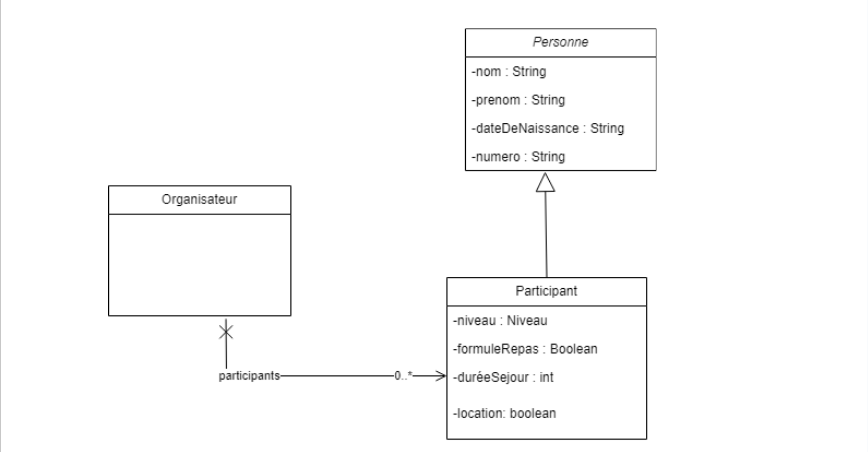 Personne
-nom : String
-prenom : String
-dateDeNaissance : String
-numero : String
Organisateur
Participant
-niveau : Niveau
-formuleRepas : Boolean
-duréeSejour : int
-location: boolean
participants
0..*